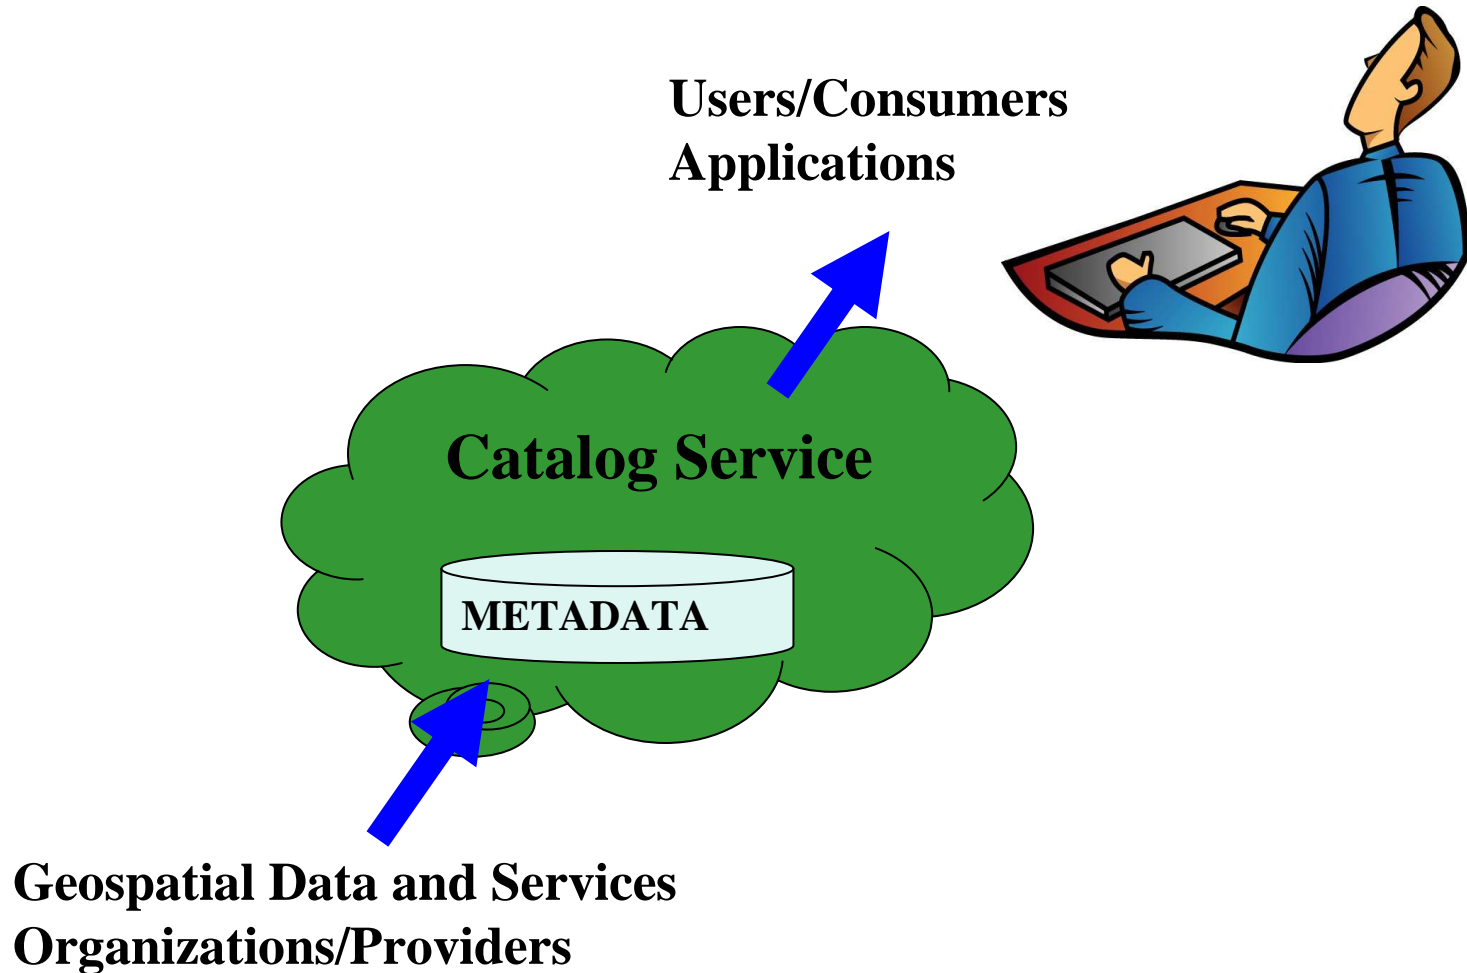 Users/Consumers
Applications
Catalog Service
METADATA
Geospatial Data and Services
Organizations/Providers